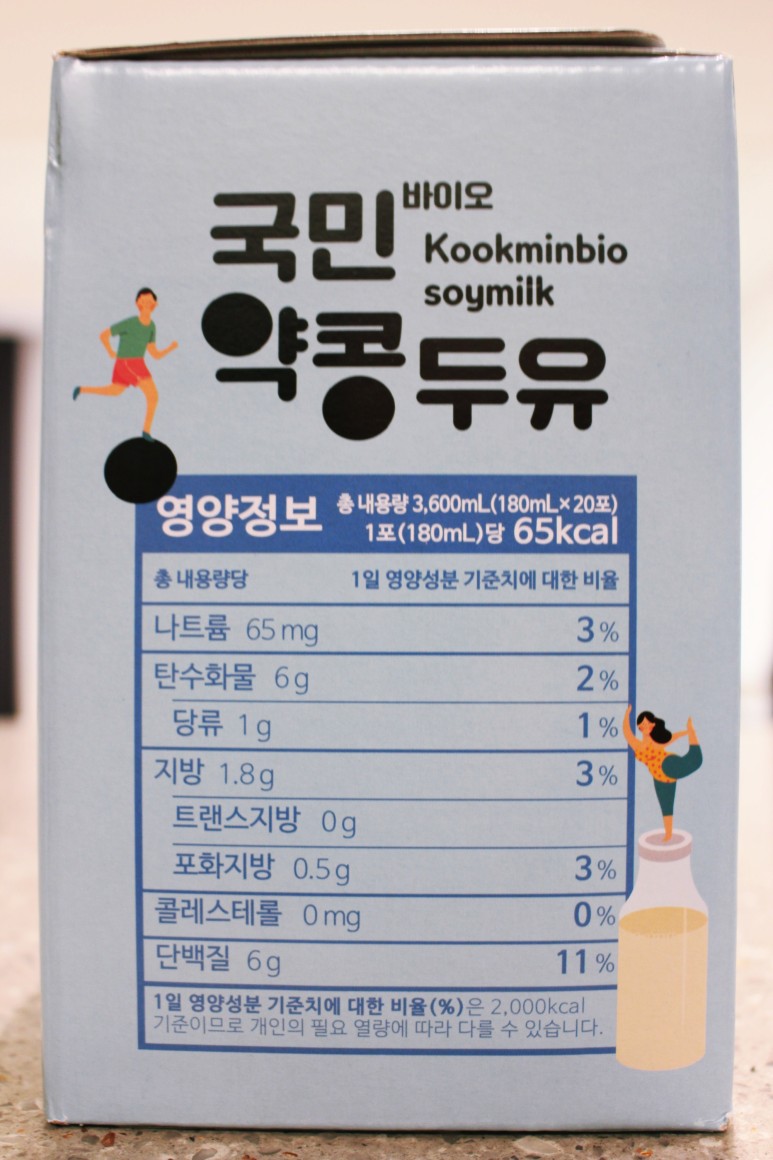 국민 바이오
Kookminbio
soymilk
약콩두유
영양정보 총 내용량 3,600mL(180mL×20포)
1포(180mL)당 65kcal
총 내용량당 1일 영양성분 기준치에 대한 비율
나트륨 65mg 3%
탄수화물 6g 2%
당류 1g 1%
지방 1.8g 3%
트랜스지방 0g
포화지방 0.5g 3%
콜레스테롤 0mg 0%
단백질 6g 11%
1일 영양성분 기준치에 대한 비율(%)은 2,000kcal
기준이므로 개인의 필요 열량에 따라 다를 수 있습니다.